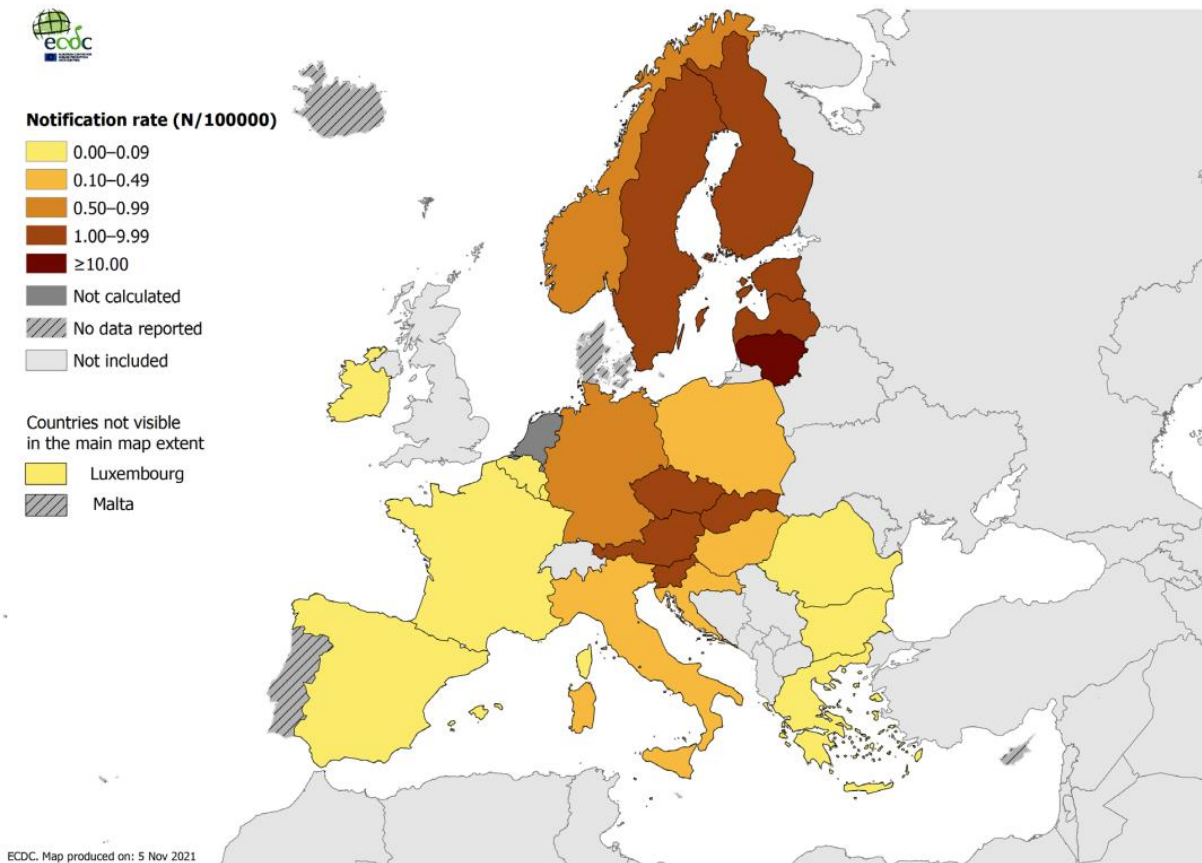 ecdc
Notification rate (N/100000)
0.00–0.09
0.10–0.49
0.50–0.99
1.00–9.99
≥10.00
Not calculated
No data reported
Not included
Countries not visible
in the main map extent
Luxembourg
Malta
ECDC. Map produced on: 5 Nov 2021